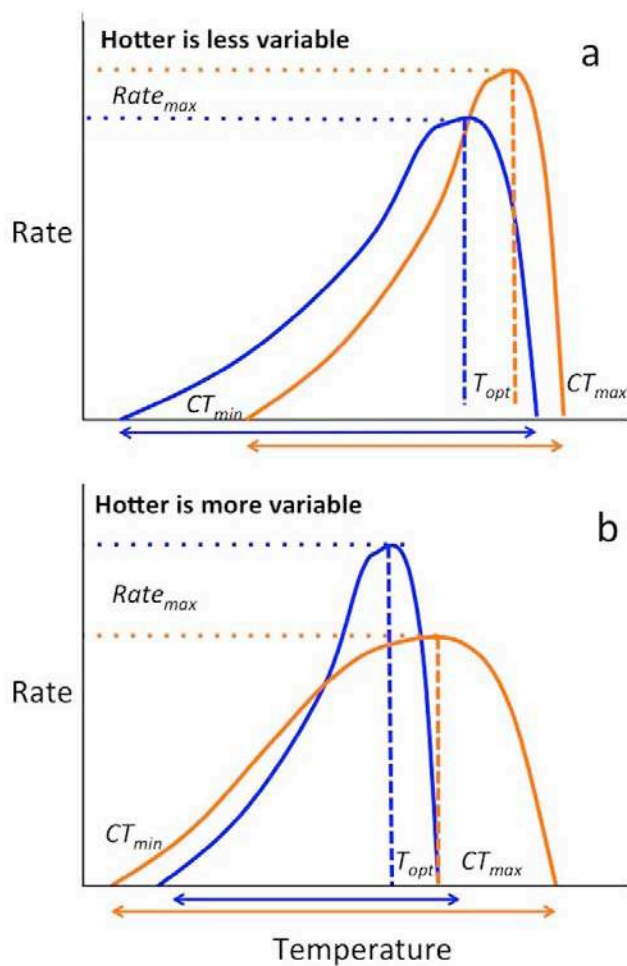 Hotter is less variable
a
Rate_max
Rate
CT_min
T_opt
CT_max
Hotter is more variable
b
Rate_max
Rate
CT_min
T_opt
CT_max
Temperature